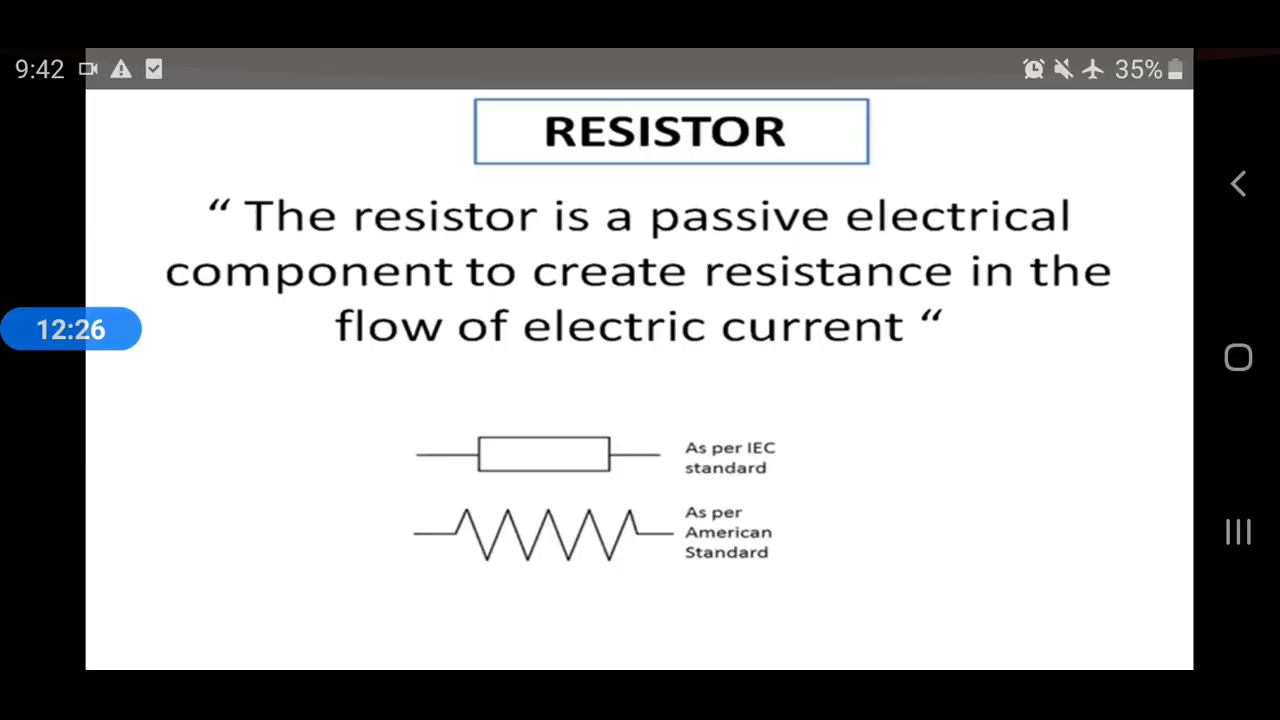 9:42
35%
RESISTOR
“ The resistor is a passive electrical
component to create resistance in the
flow of electric current “
12:26
As per IEC
standard
As per
American
Standard